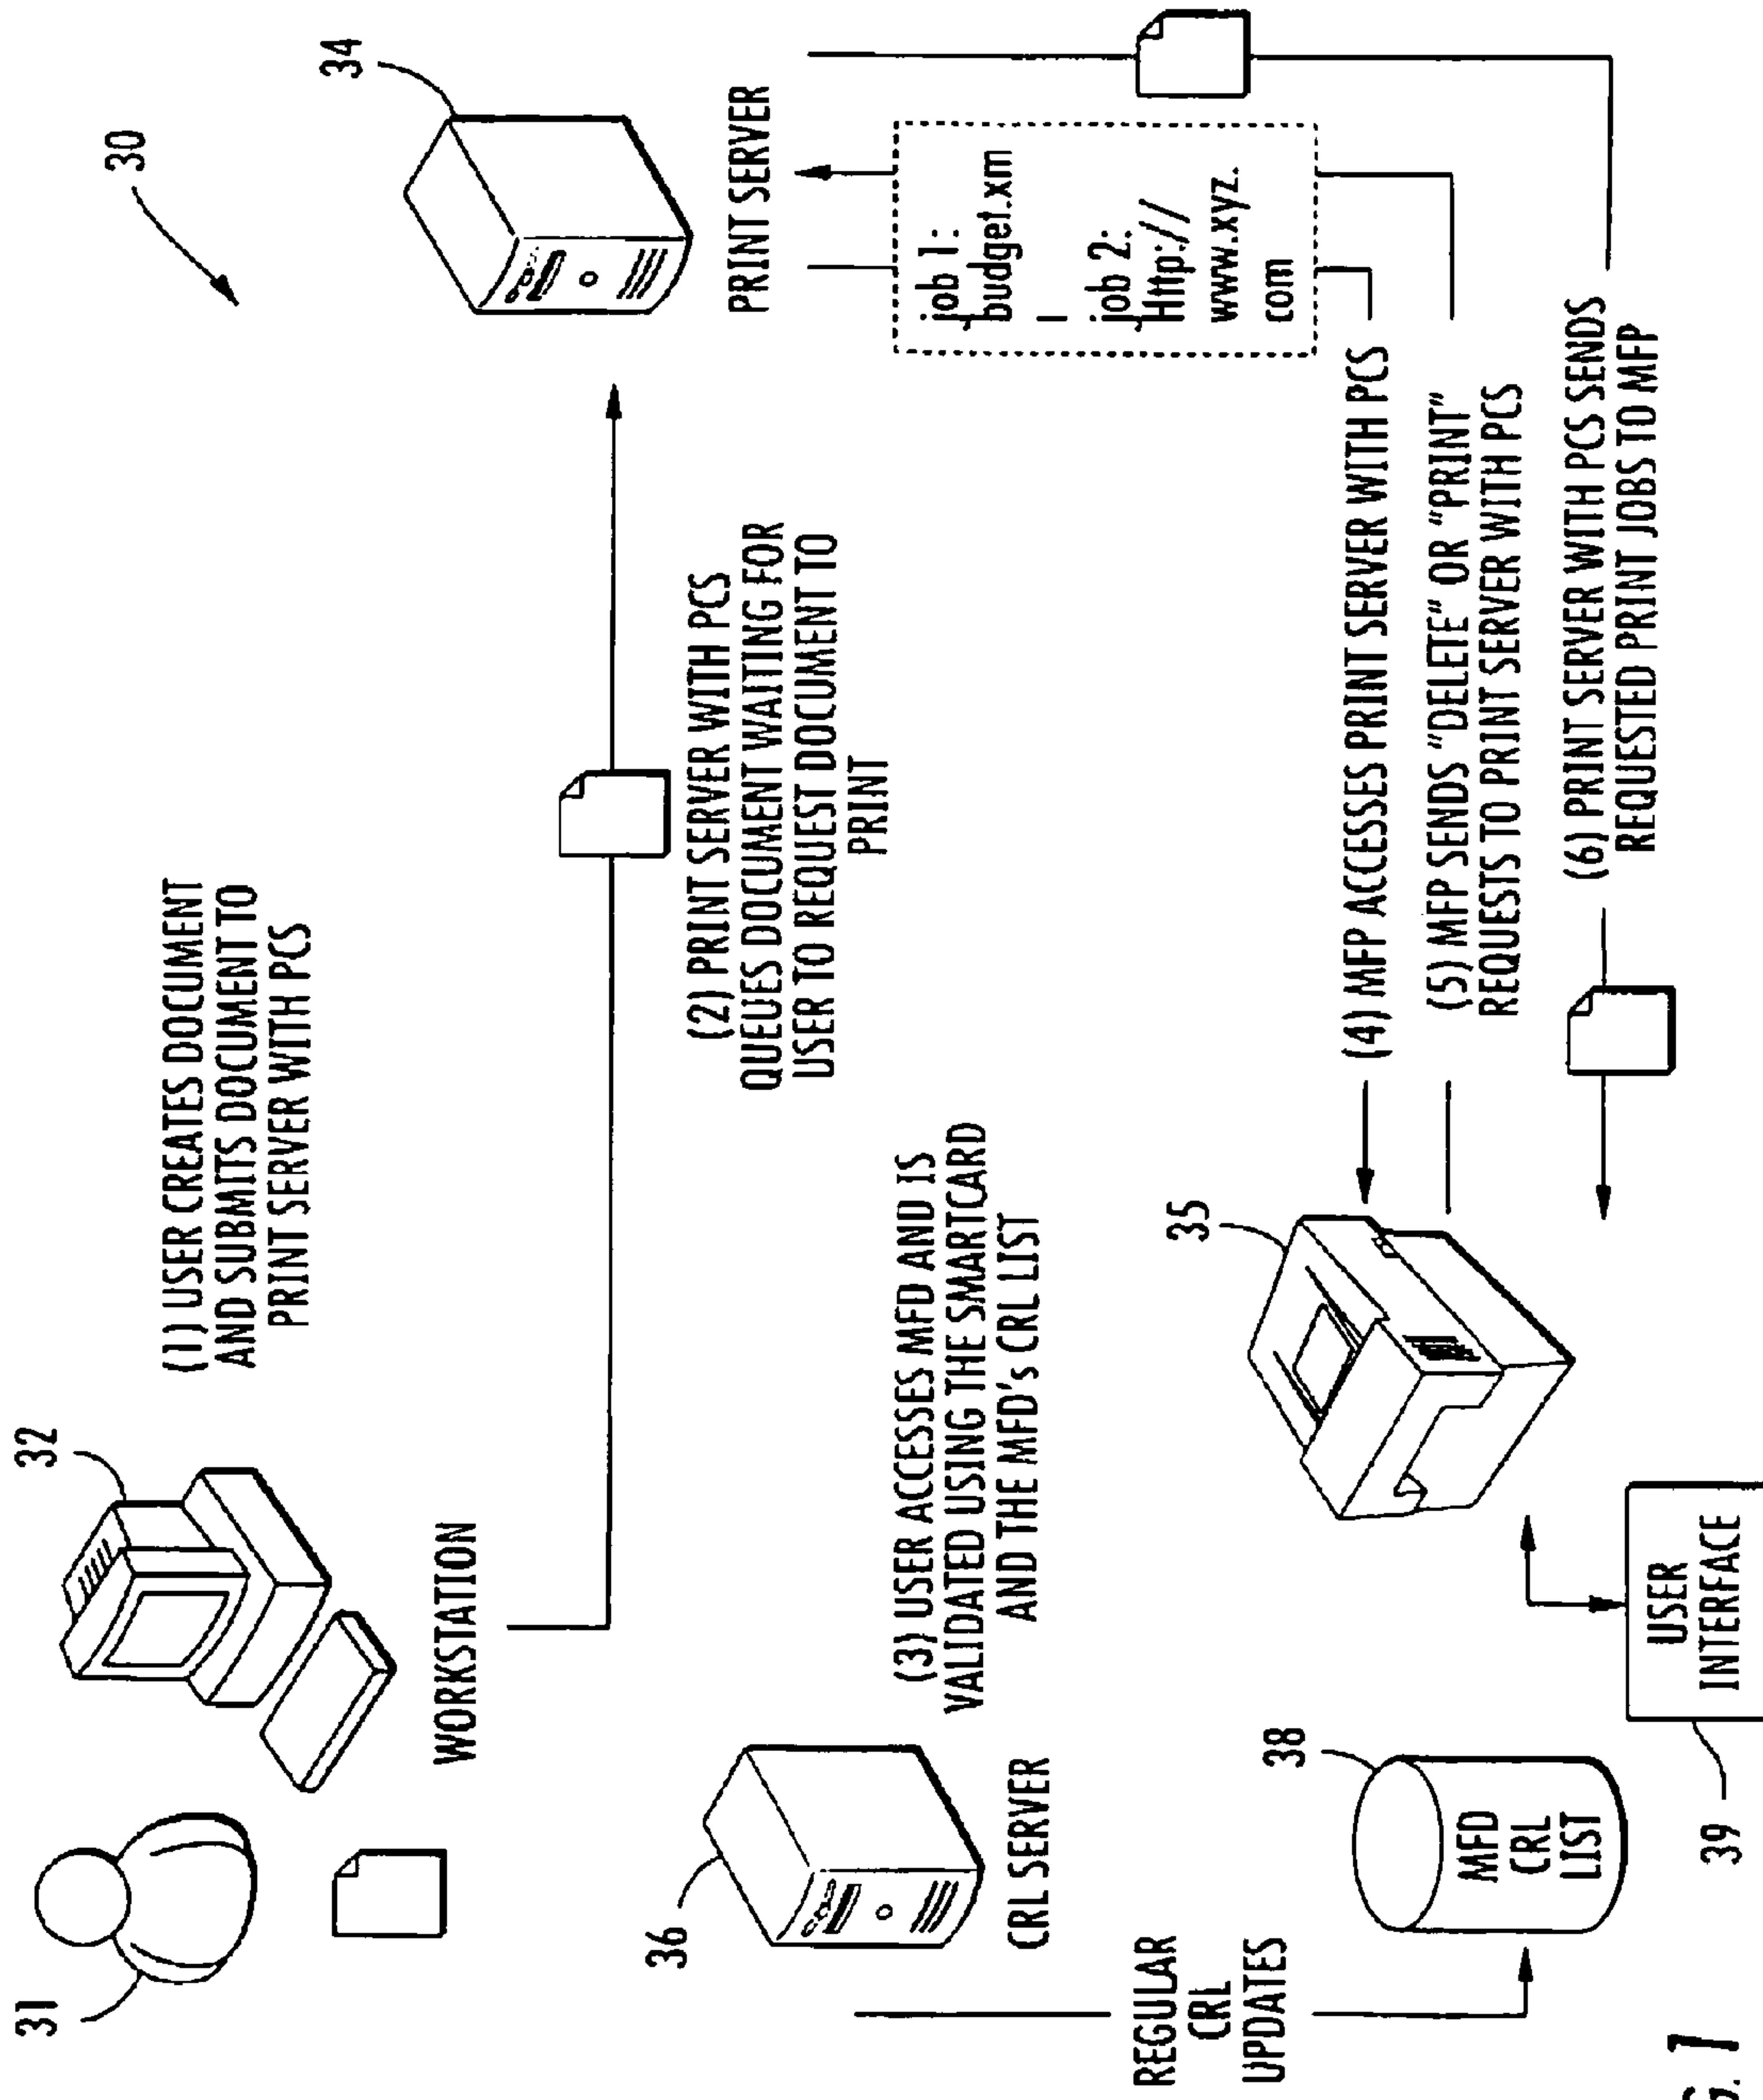 30
31
32
WORKSTATION
(1) USER CREATES DOCUMENT
AND SUBMITS DOCUMENT TO
PRINT SERVER WITH PCS
34
PRINT SERVER
(2) PRINT SERVER WITH PCS
QUEUES DOCUMENT WAITING FOR
USER TO REQUEST DOCUMENT TO
PRINT
36
CRL SERVER
(3) USER ACCESSES MFD AND IS
VALIDATED USING THE SMARTCARD
AND THE MFD's CRL LIST
job 1:
budget.xm
l
job 2:
Http://
www.xyz.
com
REGULAR
CRL
UPDATES
38
MFD
CRL
LIST
35
(4) MFP ACCESSES PRINT SERVER WITH PCS
(5) MFP SENDS "DELETE" OR "PRINT"
REQUESTS TO PRINT SERVER WITH PCS
(6) PRINT SERVER WITH PCS SENDS
REQUESTED PRINT JOBS TO MFP
39
USER
INTERFACE
G. 1